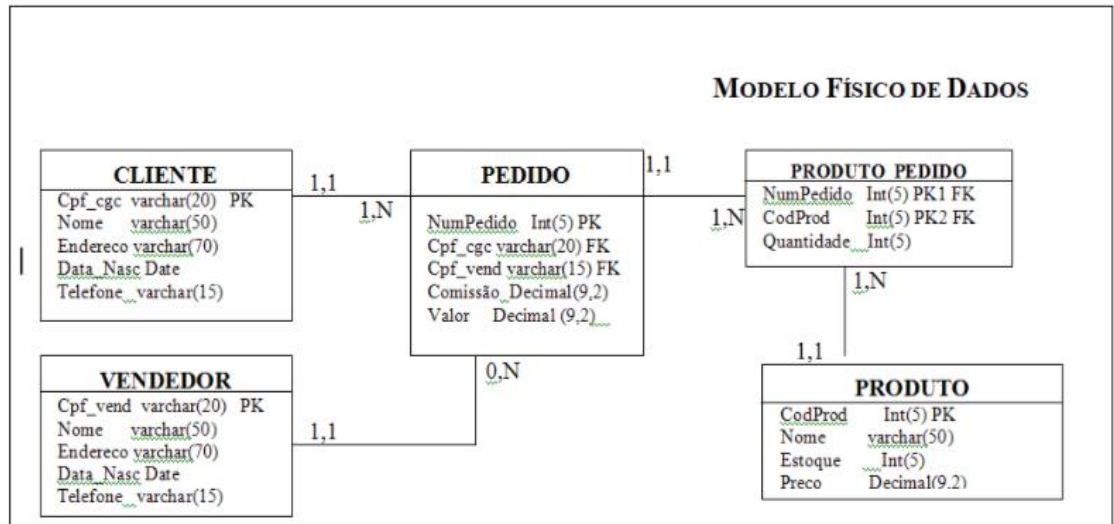 MODELO FÍSICO DE DADOS
CLIENTE
Cpf_cgc varchar(20) PK
Nome varchar(50)
Endereco varchar(70)
Data_Nasc Date
Telefone varchar(15)
1,1
1,N
PEDIDO
NumPedido Int(5) PK
Cpf_cgc varchar(20) FK
Cpf_vend varchar(15) FK
Comissão Decimal(9,2)
Valor Decimal (9,2)
1,1
1,N
PRODUTO PEDIDO
NumPedido Int(5) PK1 FK
CodProd Int(5) PK2 FK
Quantidade Int(5)
1,N
1,1
VENDEDOR
Cpf_vend varchar(20) PK
Nome varchar(50)
Endereco varchar(70)
Data_Nasc Date
Telefone varchar(15)
1,1
0,N
PRODUTO
CodProd Int(5) PK
Nome varchar(50)
Estoque Int(5)
Preco Decimal(9,2)